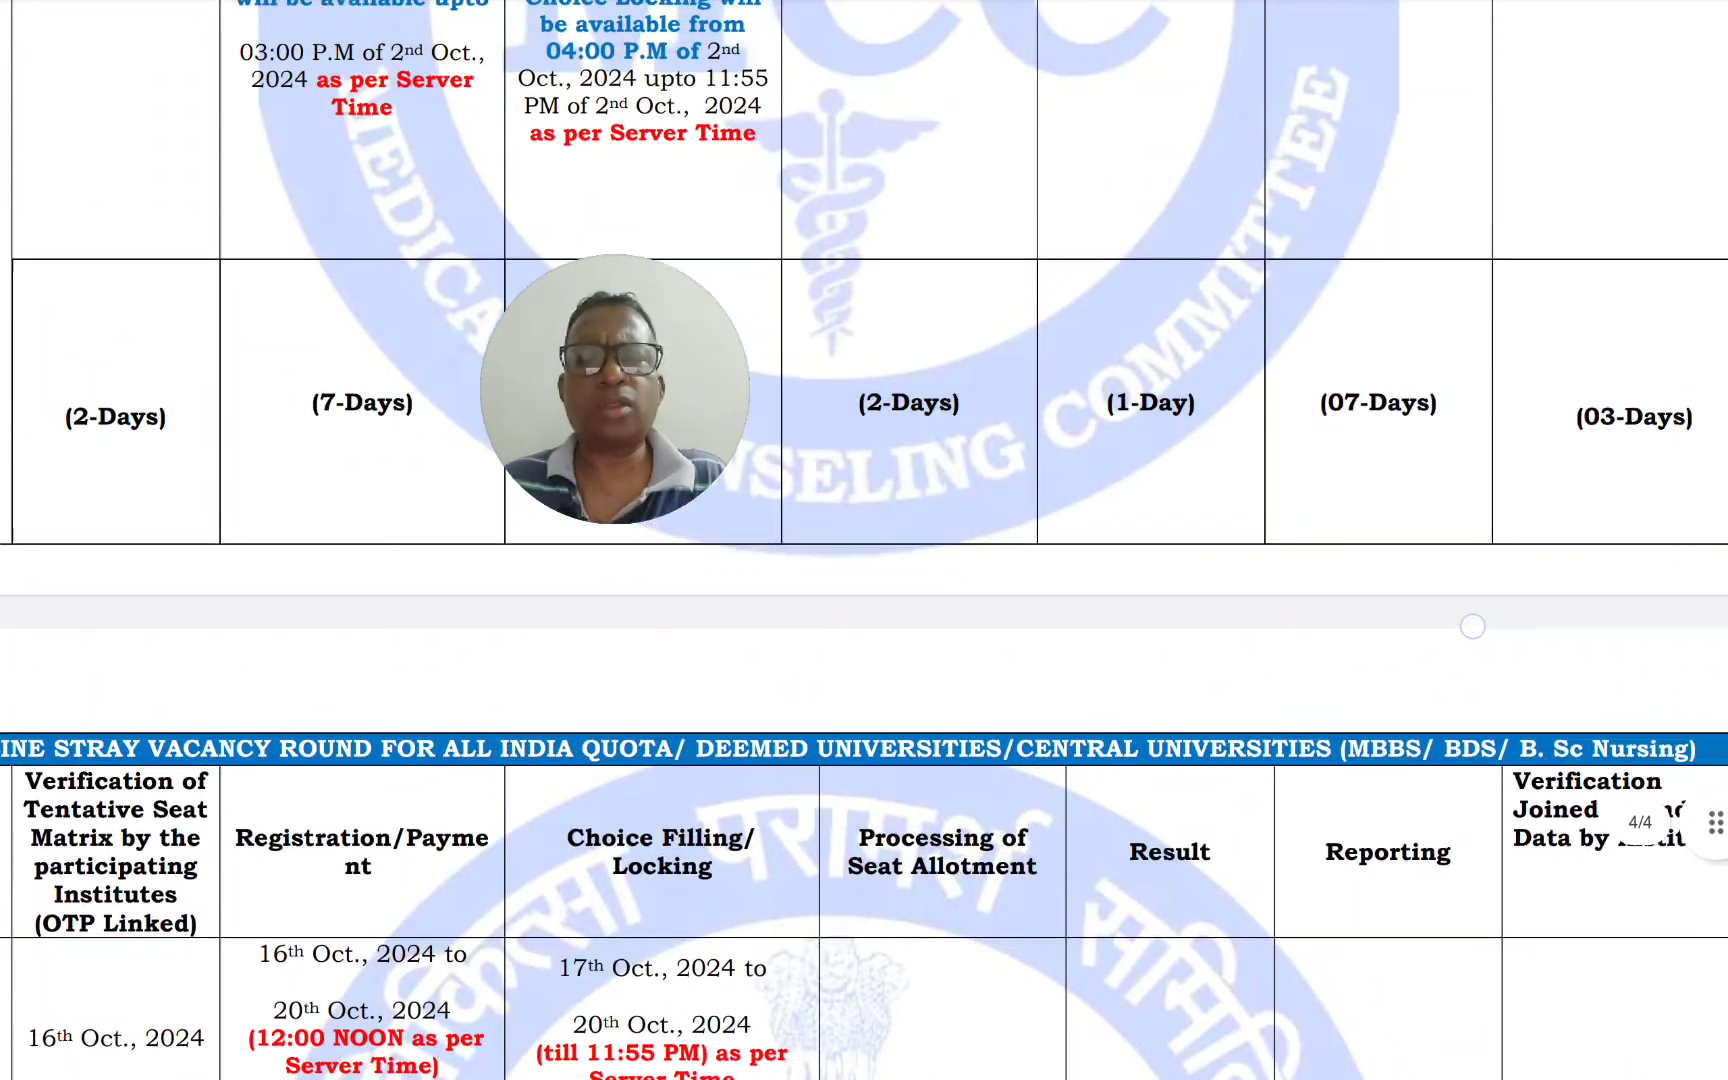 03:00 P.M of 2nd Oct.,
2024 as per Server
Time
be available from
04:00 P.M of 2nd
Oct., 2024 upto 11:55
PM of 2nd Oct., 2024
as per Server Time
(2-Days)
(7-Days)
(2-Days)
(1-Day)
(07-Days)
(03-Days)
COMMITTEE
INE STRAY VACANCY ROUND FOR ALL INDIA QUOTA/ DEEMED UNIVERSITIES/CENTRAL UNIVERSITIES (MBBS/ BDS/ B. Sc Nursing)
Verification of
Tentative Seat
Matrix by the
participating
Institutes
(OTP Linked)
Registration/Payme
nt
Choice Filling/
Locking
Processing of
Seat Allotment
Result
Reporting
Verification
Joined
Data by
4/4
परामर्श
16th Oct., 2024
16th Oct., 2024 to
20th Oct., 2024
(12:00 NOON as per
Server Time)
17th Oct., 2024 to
20th Oct., 2024
(till 11:55 PM) as per